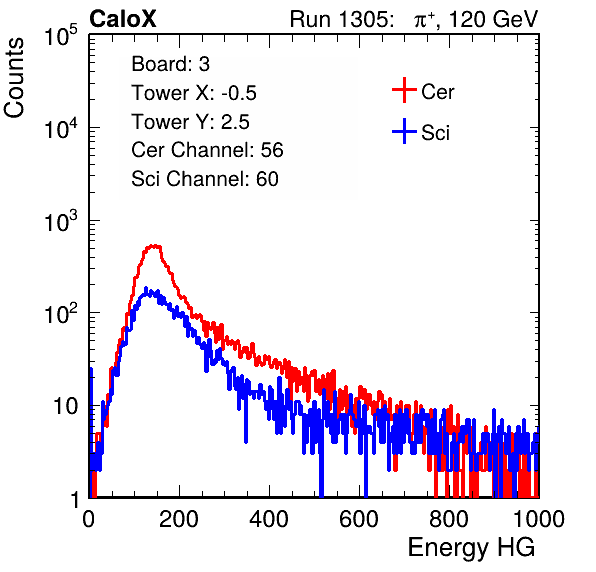 CaloX Run 1305: π⁺, 120 GeV
Counts
10⁵
10⁴
10³
10²
10
1
Board: 3
Tower X: -0.5
Tower Y: 2.5
Cer Channel: 56
Sci Channel: 60
Cer
Sci
0 200 400 600 800 1000
Energy HG